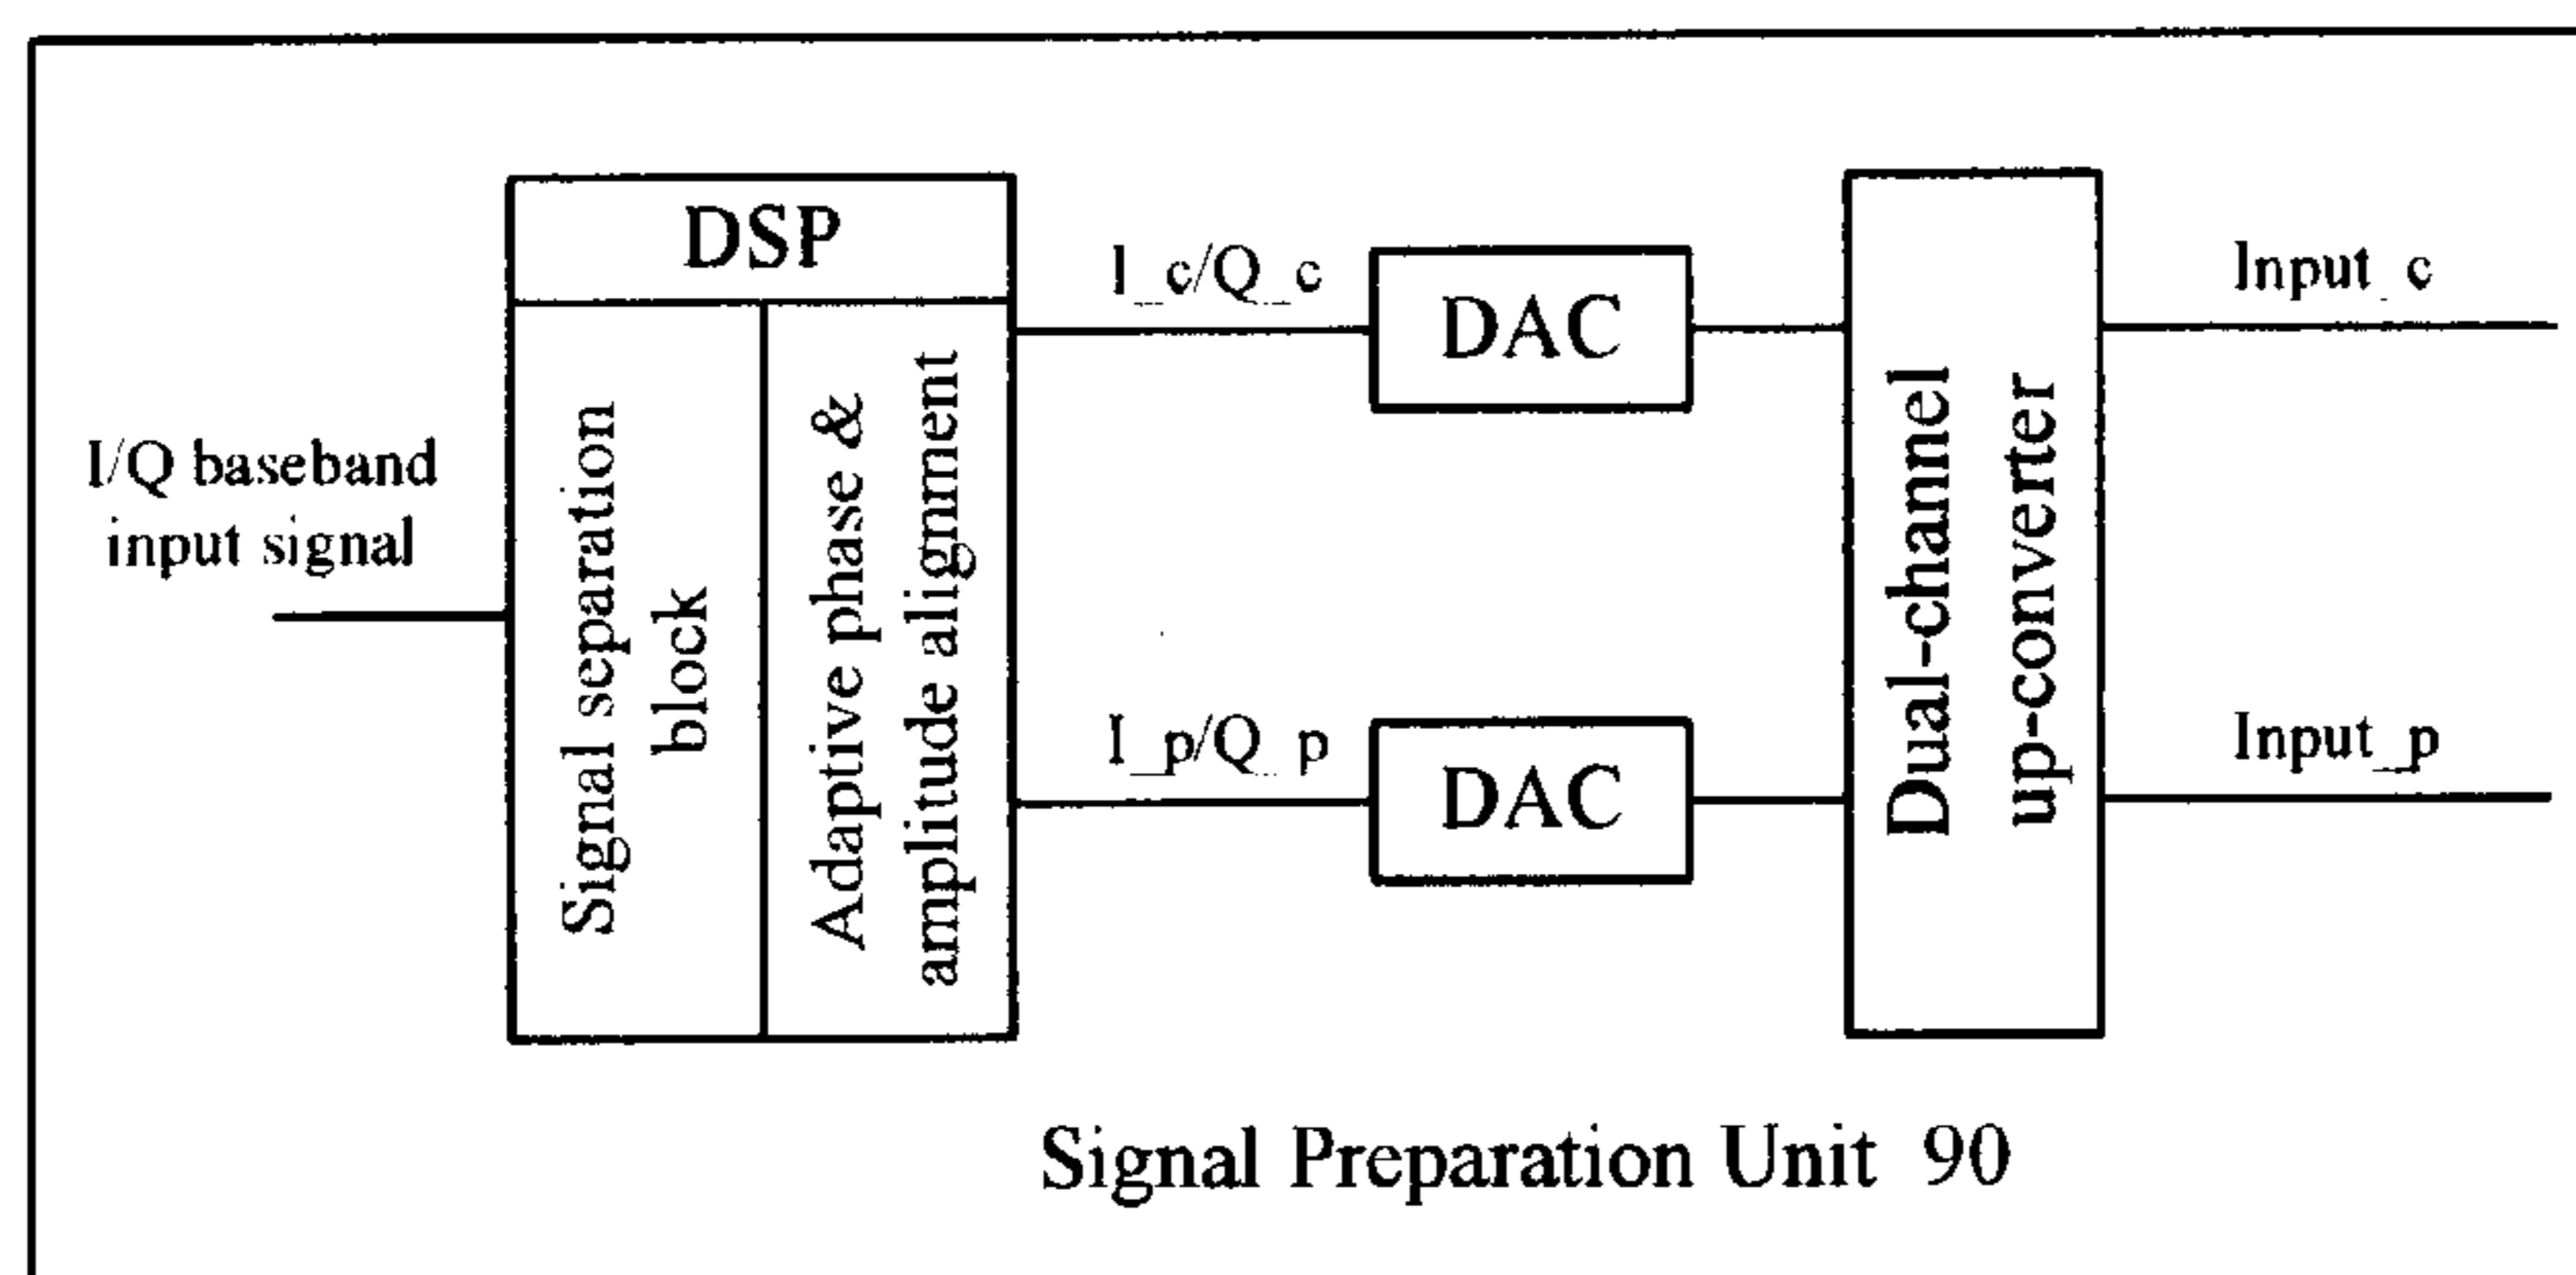 DSP
I/Q baseband
input signal
Signal separation
block
Adaptive phase &
amplitude alignment
I_c/Q_c
DAC
I_p/Q_p
DAC
Dual-channel
up-converter
Input_c
Input_p
Signal Preparation Unit 90